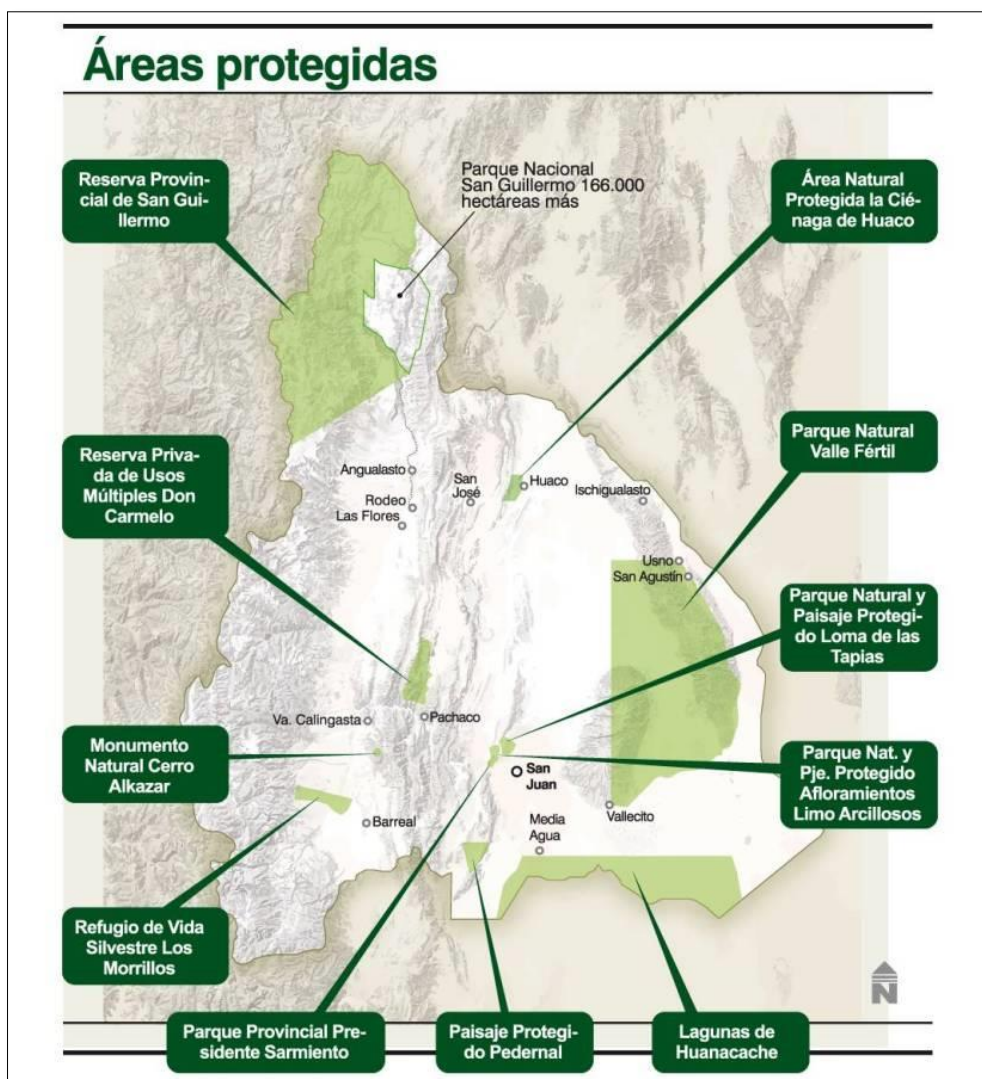 Áreas protegidas
Reserva Provin-
cial de San Gui-
llermo
Parque Nacional
San Guillermo 166.000
hectáreas más
Área Natural
Protegida la Cié-
naga de Huaco
Reserva Priva-
da de Usos
Múltiples Don
Carmelo
Parque Natural
Valle Fértil
Angualasto
San
José
Huaco
Ischigualasto
Rodeo
Las Flores
Usno
San Agustín
Parque Natural y
Paisaje Protegi-
do Loma de las
Tapias
Va. Calingasta
Pachaco
Monumento
Natural Cerro
Alkazar
San
Juan
Parque Nat. y
Pje. Protegido
Afloramientos
Limo Arcillosos
Barreal
Media
Agua
Vallecito
Refugio de Vida
Silvestre Los
Morrillos
N
Parque Provincial Pre-
sidente Sarmiento
Paisaje Protegi-
do Pedernal
Lagunas de
Huanacache